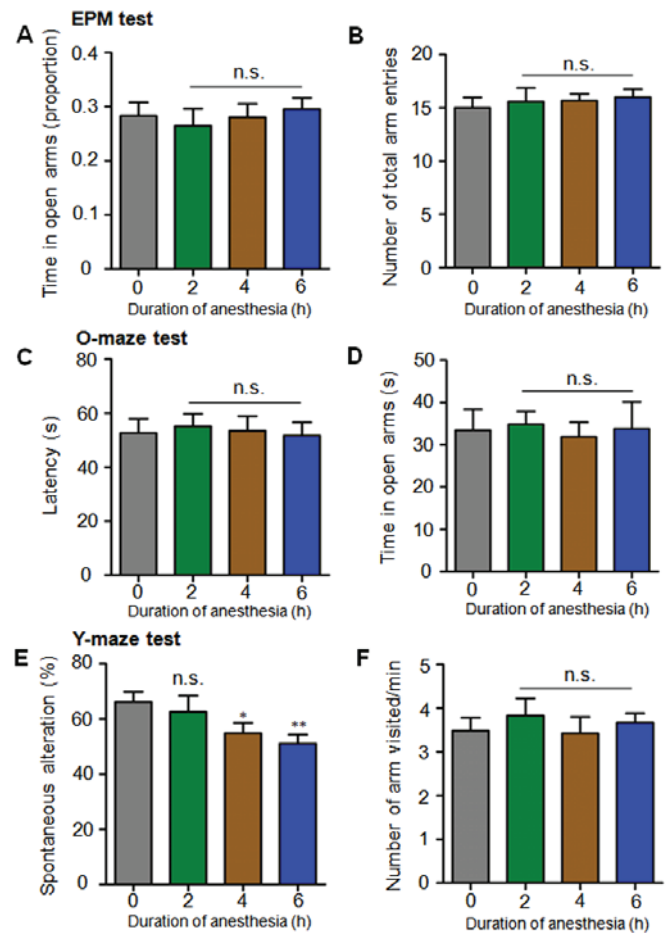 EPM test
A
Time in open arms (proportion)
0.4
0.3
0.2
0.1
0
n.s.
0 2 4 6
Duration of anesthesia (h)
B
Number of total arm entries
20
15
10
5
0
n.s.
0 2 4 6
Duration of anesthesia (h)
O-maze test
C
Latency (s)
80
60
40
20
0
n.s.
0 2 4 6
Duration of anesthesia (h)
D
Time in open arms (s)
50
40
30
20
10
0
n.s.
0 2 4 6
Duration of anesthesia (h)
Y-maze test
E
Spontaneous alteration (%)
80
60
40
20
0
n.s.
*
**
0 2 4 6
Duration of anesthesia (h)
F
Number of arm visited/min
5
4
3
2
1
0
n.s.
0 2 4 6
Duration of anesthesia (h)